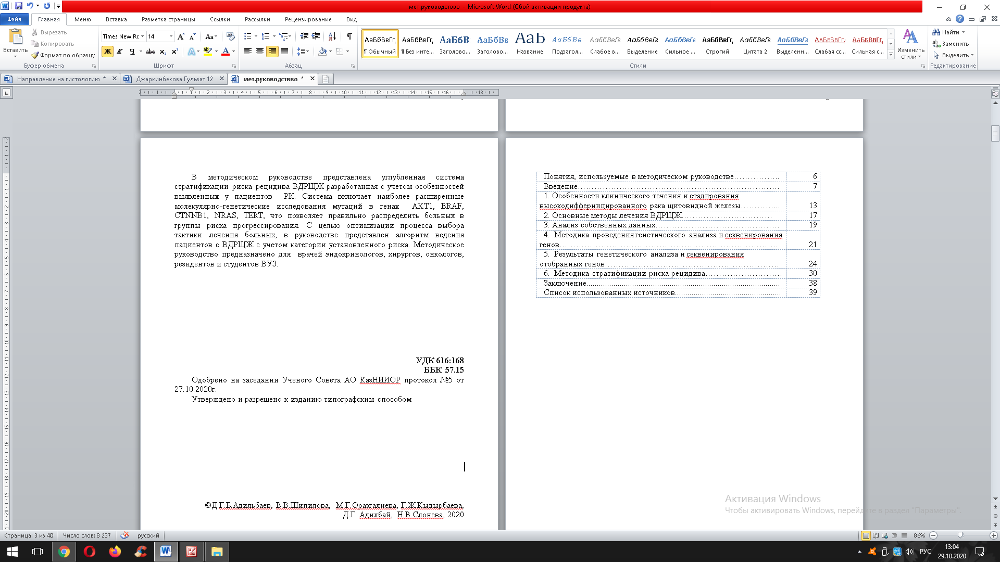 мет.руководствво - Microsoft Word (Сбой активации продукта)
Файл Главная Меню Вставка Разметка страницы Ссылки Рассылки Рецензирование Вид
Вставить
Вырезать
Копировать
Формат по образцу
Буфер обмена
Times New Rc 14
Шрифт
Абзац
АаБбВвГг, АаБбВвГг, АаБбВ: АаБбВв АаБ АаБбВв АаБбВвГг АаБбВвГг АаБбВвГг АаБбВвГг, АаБбВвГг АаБбВвГг ААББВВГГ, ААББВВГГ,
¶ Обычный ¶ Без инте... Заголово... Заголово... Название Подзагол... Слабое в... Выделение Сильное ... Строгий Цитата 2 Выделенн... Слабая сс... Сильная с...
Стили
Изменить стили
Найти
Заменить
Выделить
Редактирование
Направление на гистологию * Джаркинбекова Гульзат 12 мет.руководствво *
В методическом руководстве представлена углубленная система
стратификации риска рецидива ВДРЩЖ разработанная с учетом особенностей
выявленных у пациентов РК. Система включает наиболее расширенные
молекулярно-генетические исследования мутаций в генах AKT1, BRAF,
CTNNB1, NRAS, TERT, что позволяет правильно распределить больных в
группы риска прогрессирования. С целью оптимизации процесса выбора
тактики лечения больных, в руководстве представлен алгоритм ведения
пациентов с ВДРЩЖ с учетом категории установленного риска. Методическое
руководство предназначено для врачей эндокринологов, хирургов, онкологов,
резидентов и студентов ВУЗ.
УДК 616:168
ББК 57.15
Одобрено на заседании Ученого Совета АО КазНИИОР протокол №5 от
27.10.2020г.
Утверждено и разрешено к изданию типографским способом
©Д Г.Б.Адильбаев, В.В.Шипилова, М.Г.Оразгалиева, Г.Ж.Кыдырбаева,
Д.Г. Адилбай, Н.В.Слонева, 2020
Понятия, используемые в методическом руководстве................ 6
Введение................ 7
1. Особенности клинического течения и стадирования
высокодифферницированного рака щитовидной железы................ 13
2. Основные методы лечения ВДРЩЖ................ 17
3. Анализ собственных данных................ 19
4. Методика проведения генетического анализа и секвенирования
генов................ 21
5. Результаты генетического анализа и секвенирования
отобранных генов................ 24
6. Методика стратификации риска рецидива................ 30
Заключение................ 38
Список использованных источников................ 39
Активация Windows
Чтобы активировать Windows, перейдите в раздел "Параметры".
Страница: 3 из 40 Число слов: 8 237 русский 86%
РУС 13:04
29.10.2020